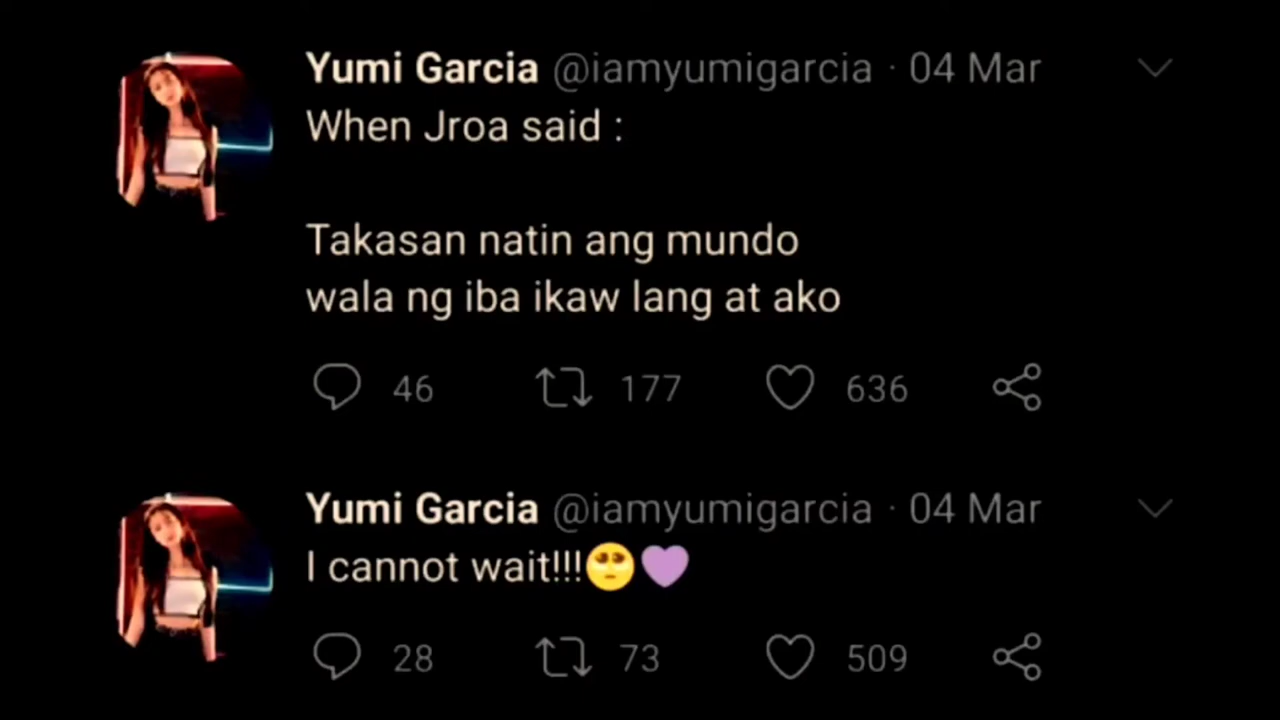 Yumi Garcia @iamyumigarcia · 04 Mar
When Jroa said :
Takasan natin ang mundo
wala ng iba ikaw lang at ako
46 177 636
Yumi Garcia @iamyumigarcia · 04 Mar
I cannot wait!!!🥺💜
28 73 509